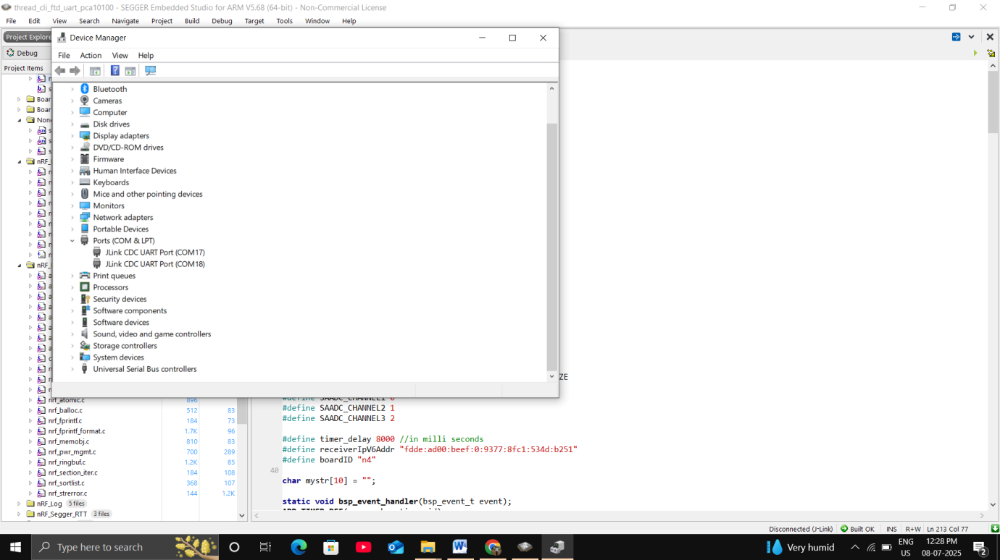 thread_cli_ftd_uart_pca10100 - SEGGER Embedded Studio for ARM V5.68 (64-bit) - Non-Commercial License
File Edit View Search Navigate Project Build Debug Target Tools Window Help
Project Explore
Debug
Project Items
Boar
Boar
None
nRF_
nRF_
Device Manager
File Action View Help
Bluetooth
Cameras
Computer
Disk drives
Display adapters
DVD/CD-ROM drives
Firmware
Human Interface Devices
Keyboards
Mice and other pointing devices
Monitors
Network adapters
Portable Devices
Ports (COM & LPT)
JLink CDC UART Port (COM17)
JLink CDC UART Port (COM18)
Print queues
Processors
Security devices
Software components
Software devices
Sound, video and game controllers
Storage controllers
System devices
Universal Serial Bus controllers
nrf_atomic.c 896
nrf_balloc.c 512 83
nrf_fprintf.c 184 73
nrf_fprintf_format.c 1.7K 96
nrf_memobj.c 810 83
nrf_pwr_mgmt.c 700 289
nrf_ringbuf.c 1.2K 85
nrf_section_iter.c 184 108
nrf_sortlist.c 368 107
nrf_strerror.c 144 1.2K
nRF_Log 5 files
nRF_Segger_RTT 3 files
ZE
#define SAADC_CHANNEL1 0
#define SAADC_CHANNEL2 1
#define SAADC_CHANNEL3 2
#define timer_delay 8000 //in milli seconds
#define receiverIpV6Addr "fdde:ad00:beef:0:9377:8fc1:534d:b251"
#define boardID "n4"
40
char mystr[10] = "";
static void bsp_event_handler(bsp_event_t event);
Disconnected (J-Link) Built OK INS R+W Ln 213 Col 77
Type here to search
Very humid
ENG
US
12:28 PM
08-07-2025
2